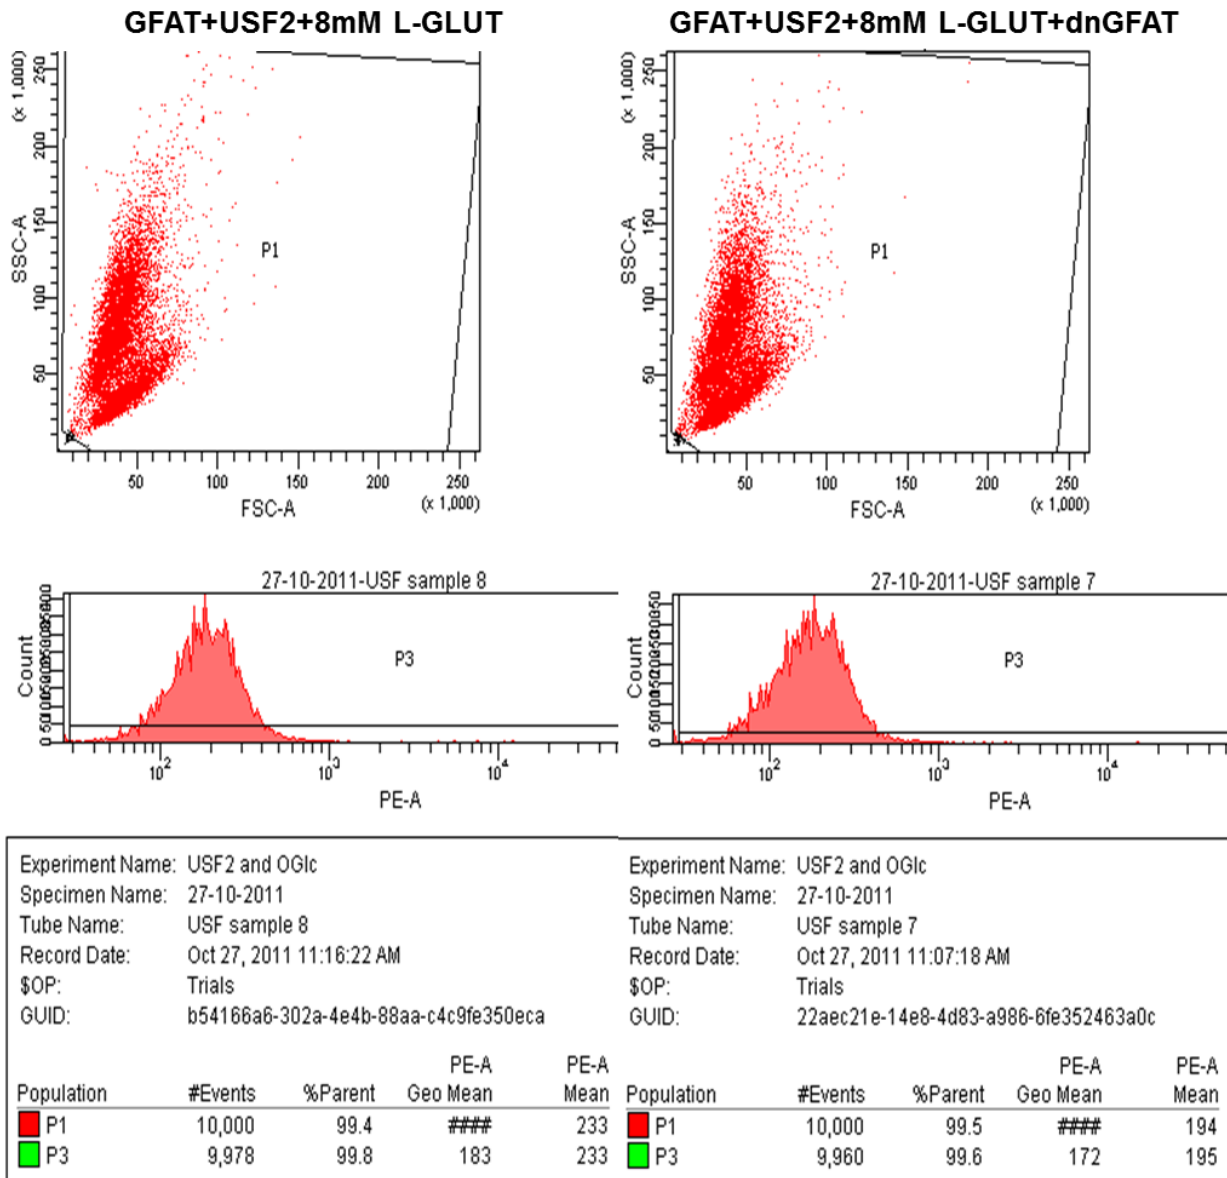 GFAT+USF2+8mM L-GLUT
(x 1,000)
250
200
150
100
50
SSC-A
P1
50 100 150 200 250
FSC-A (x 1,000)
GFAT+USF2+8mM L-GLUT+dnGFAT
(x 1,000)
250
200
150
100
50
SSC-A
P1
50 100 150 200 250
FSC-A (x 1,000)
27-10-2011-USF sample 8
Count
P3
10² 10³ 10⁴
PE-A
27-10-2011-USF sample 7
Count
P3
10² 10³ 10⁴
PE-A
Experiment Name: USF2 and OGlc
Specimen Name: 27-10-2011
Tube Name: USF sample 8
Record Date: Oct 27, 2011 11:16:22 AM
$OP: Trials
GUID: b54166a6-302a-4e4b-88aa-c4c9fe350eca
PE-A PE-A
Population #Events %Parent Geo Mean Mean
P1 10,000 99.4 #### 233
P3 9,978 99.8 183 233
Experiment Name: USF2 and OGlc
Specimen Name: 27-10-2011
Tube Name: USF sample 7
Record Date: Oct 27, 2011 11:07:18 AM
$OP: Trials
GUID: 22aec21e-14e8-4d83-a986-6fe352463a0c
PE-A PE-A
Population #Events %Parent Geo Mean Mean
P1 10,000 99.5 #### 194
P3 9,960 99.6 172 195